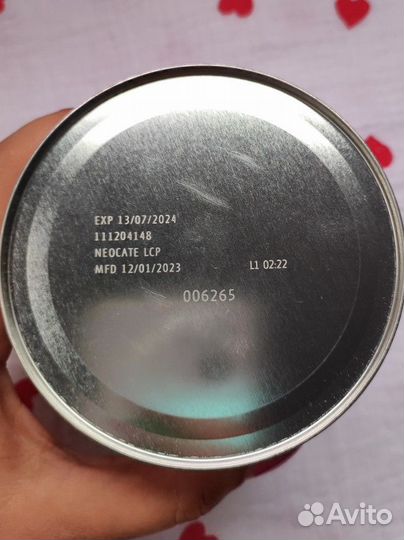 EXP 13/07/2024
111204148
NEOCATE LCP
MFD 12/01/2023 L1 02:22
006265
Avito